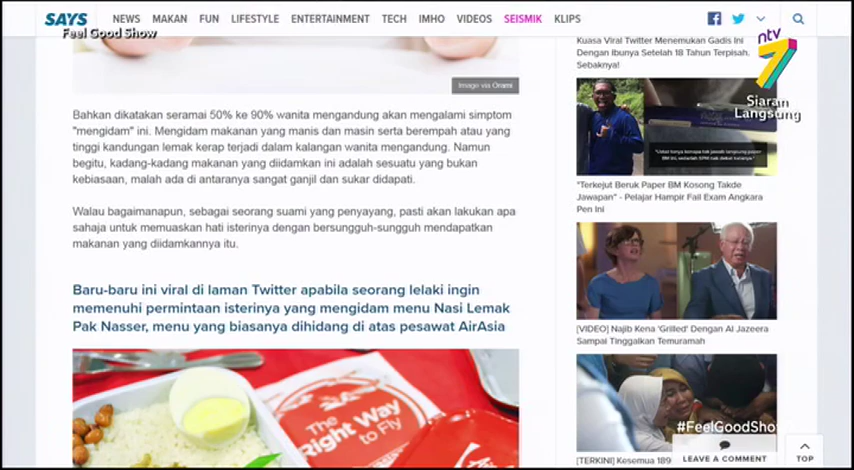 SAYS
NEWS MAKAN FUN LIFESTYLE ENTERTAINMENT TECH IMHO VIDEOS SEISMIK KLIPS
Feel Good Show
ntv
7
Siaran
Langsung
Image via Orami
Bahkan dikatakan seramai 50% ke 90% wanita mengandung akan mengalami simptom
"mengidam" ini. Mengidam makanan yang manis dan masin serta berempah atau yang
tinggi kandungan lemak kerap terjadi dalam kalangan wanita mengandung. Namun
begitu, kadang-kadang makanan yang diidamkan ini adalah sesuatu yang bukan
kebiasaan, malah ada di antaranya sangat ganjil dan sukar didapati.
Walau bagaimanapun, sebagai seorang suami yang penyayang, pasti akan lakukan apa
sahaja untuk memuaskan hati isterinya dengan bersungguh-sungguh mendapatkan
makanan yang diidamkannya itu.
Baru-baru ini viral di laman Twitter apabila seorang lelaki ingin
memenuhi permintaan isterinya yang mengidam menu Nasi Lemak
Pak Nasser, menu yang biasanya dihidang di atas pesawat AirAsia
The
Right Way
to Fly
Kuasa Viral Twitter Menemukan Gadis Ini
Dengan Ibunya Setelah 18 Tahun Terpisah.
Sebaknya!
"Terkejut Beruk Paper BM Kosong Takde
Jawapan" - Pelajar Hampir Fail Exam Angkara
Pen Ini
[VIDEO] Najib Kena 'Grilled' Dengan Al Jazeera
Sampai Tinggalkan Temuramah
#FeelGoodShow
[TERKINI] Kesemua 189
LEAVE A COMMENT
TOP